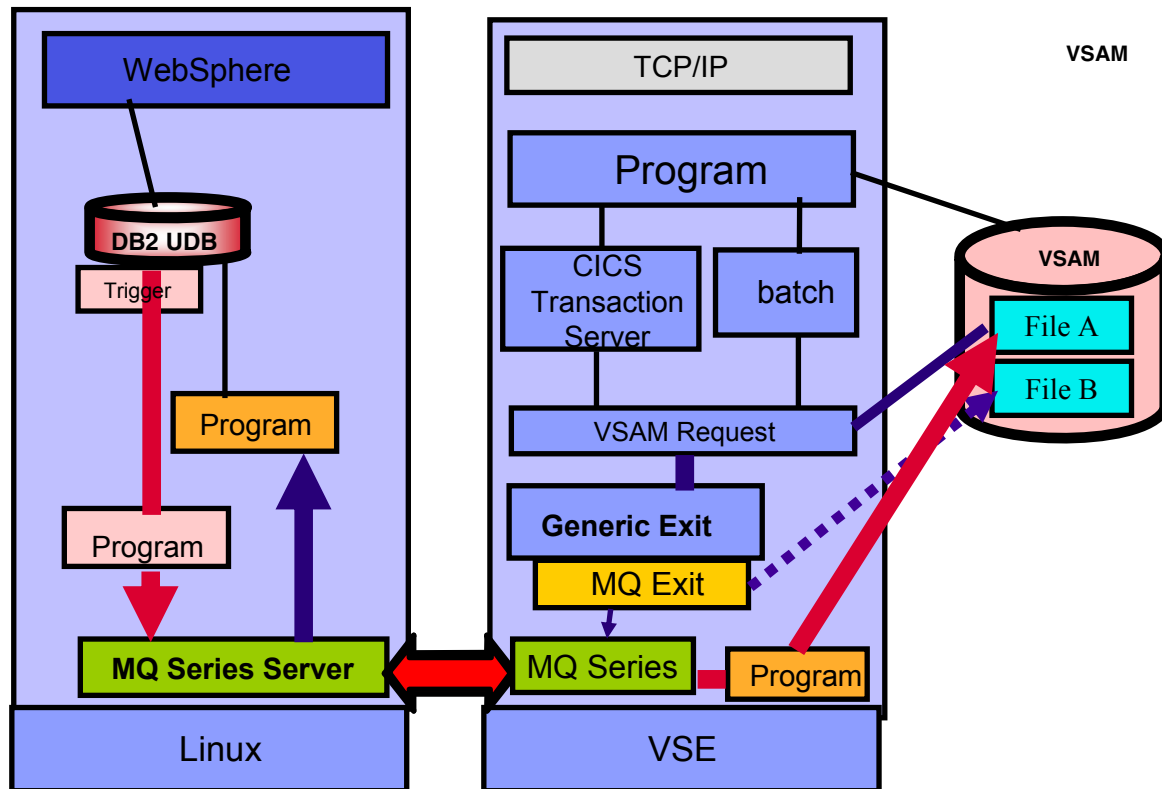 WebSphere
DB2 UDB
Trigger
Program
Program
MQ Series Server
Linux
TCP/IP
Program
CICS
Transaction
Server
batch
VSAM Request
Generic Exit
MQ Exit
MQ Series
Program
VSE
VSAM
VSAM
File A
File B